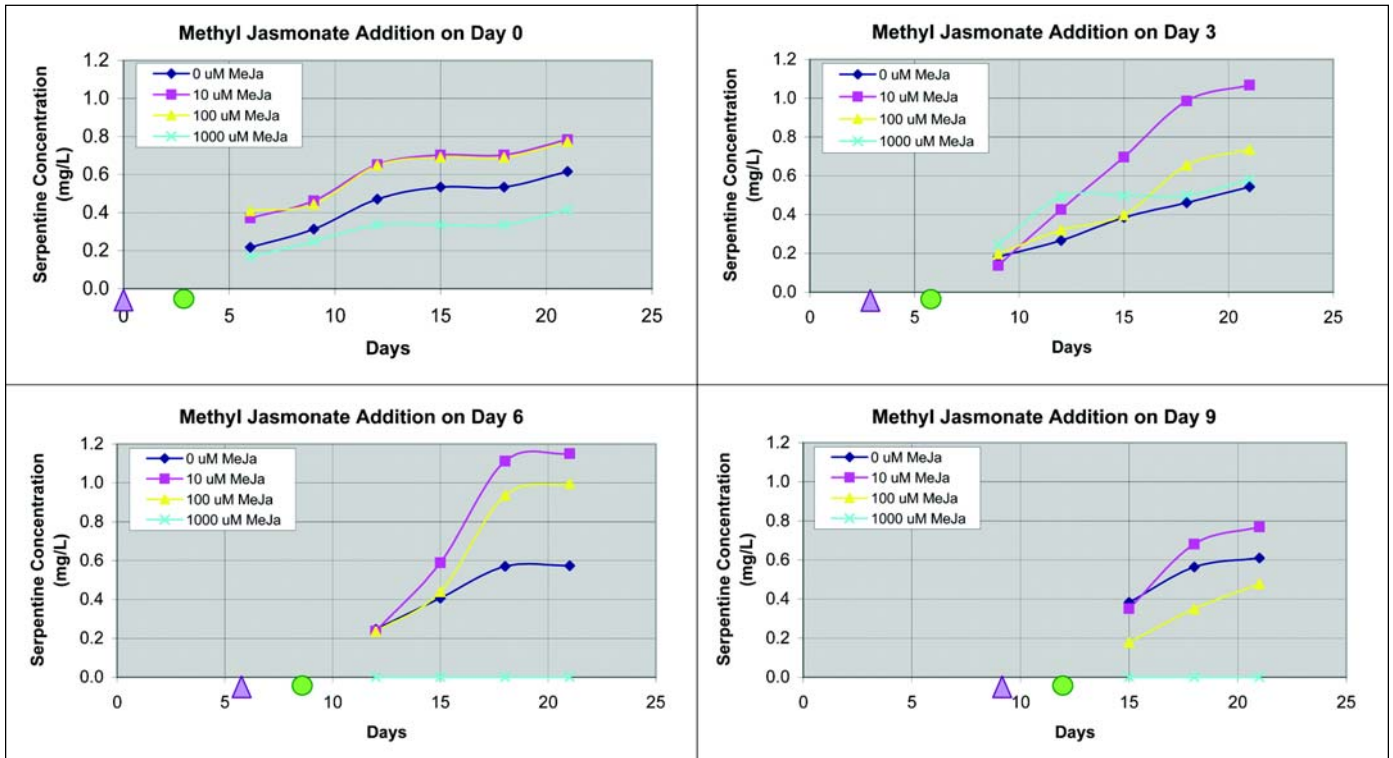 Methyl Jasmonate Addition on Day 0
Serpentine Concentration
(mg/L)
1.2
1.0
0.8
0.6
0.4
0.2
0.0
0 uM MeJa
10 uM MeJa
100 uM MeJa
1000 uM MeJa
0 5 10 15 20 25
Days
Methyl Jasmonate Addition on Day 3
Serpentine Concentration
(mg/L)
1.2
1.0
0.8
0.6
0.4
0.2
0.0
0 uM MeJa
10 uM MeJa
100 uM MeJa
1000 uM MeJa
0 5 10 15 20 25
Days
Methyl Jasmonate Addition on Day 6
Serpentine Concentration
(mg/L)
1.2
1.0
0.8
0.6
0.4
0.2
0.0
0 uM MeJa
10 uM MeJa
100 uM MeJa
1000 uM MeJa
0 5 10 15 20 25
Days
Methyl Jasmonate Addition on Day 9
Serpentine Concentration
(mg/L)
1.2
1.0
0.8
0.6
0.4
0.2
0.0
0 uM MeJa
10 uM MeJa
100 uM MeJa
1000 uM MeJa
0 5 10 15 20 25
Days